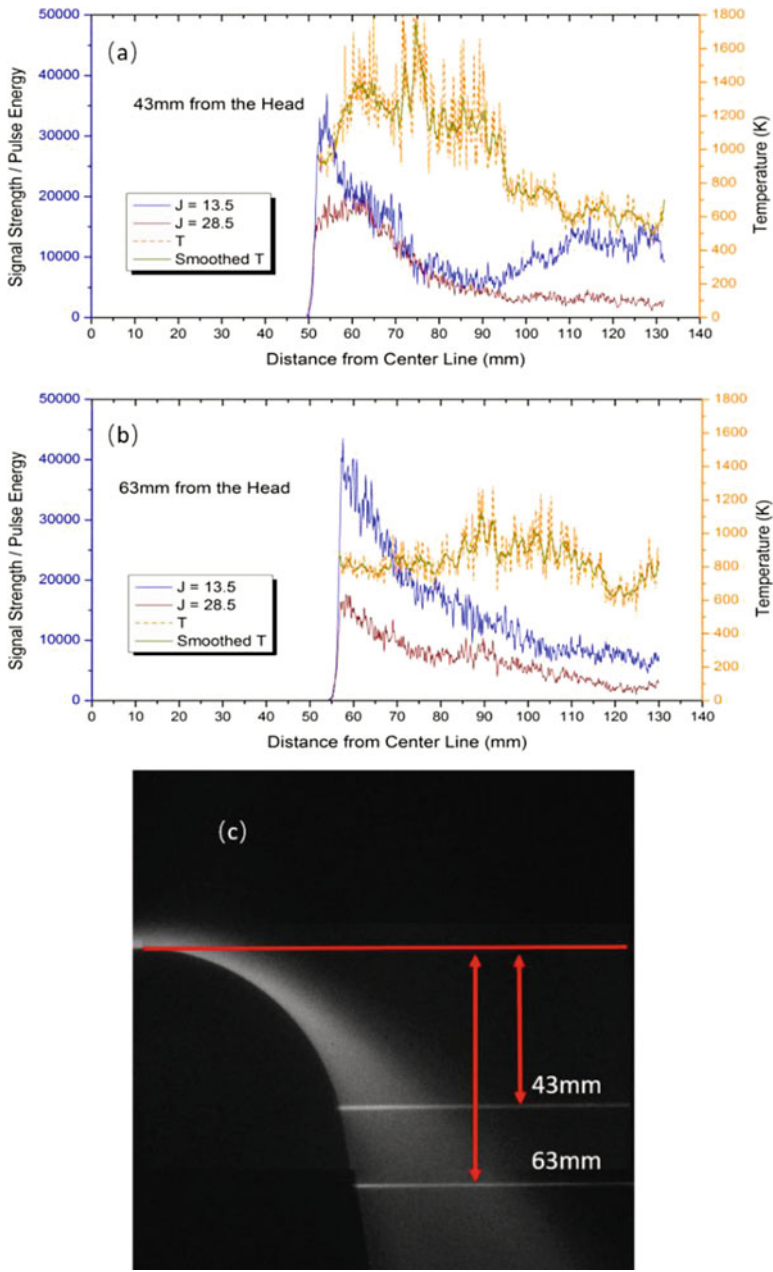 (a)
43mm from the Head
J = 13.5
J = 28.5
T
Smoothed T
Signal Strength / Pulse Energy
50000
40000
30000
20000
10000
0
Temperature (K)
1800
1600
1400
1200
1000
800
600
400
200
0
0 10 20 30 40 50 60 70 80 90 100 110 120 130 140
Distance from Center Line (mm)
(b)
63mm from the Head
J = 13.5
J = 28.5
T
Smoothed T
Signal Strength / Pulse Energy
50000
40000
30000
20000
10000
0
Temperature (K)
1800
1600
1400
1200
1000
800
600
400
200
0
0 10 20 30 40 50 60 70 80 90 100 110 120 130 140
Distance from Center Line (mm)
(c)
43mm
63mm